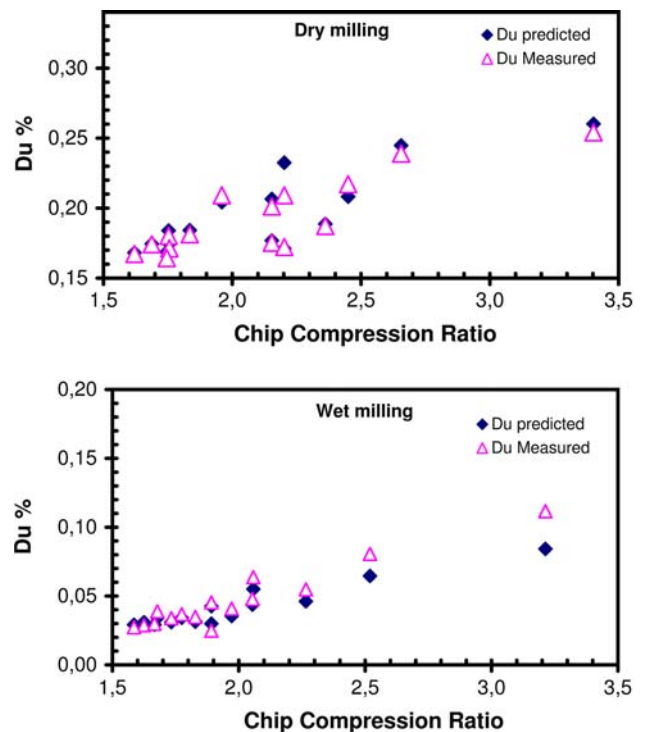 Dry milling
Du predicted
Du Measured
0,30
0,25
0,20
0,15
Du %
1,5 2,0 2,5 3,0 3,5
Chip Compression Ratio
Wet milling
Du predicted
Du Measured
0,20
0,15
0,10
0,05
0,00
Du %
1,5 2,0 2,5 3,0 3,5
Chip Compression Ratio